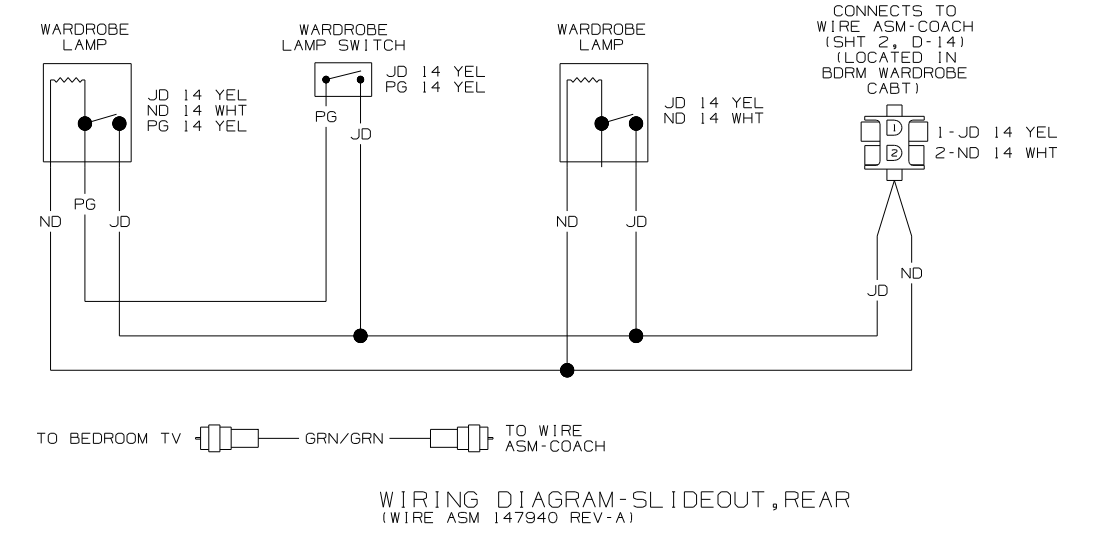 WARDROBE
LAMP
JD 14 YEL
ND 14 WHT
PG 14 YEL
ND
PG
JD
WARDROBE
LAMP SWITCH
JD 14 YEL
PG 14 YEL
PG
JD
WARDROBE
LAMP
JD 14 YEL
ND 14 WHT
ND
JD
CONNECTS TO
WIRE ASM-COACH
(SHT 2, D-14)
(LOCATED IN
BDRM WARDROBE
CABT)
1
2
1-JD 14 YEL
2-ND 14 WHT
ND
JD
TO BEDROOM TV
GRN/GRN
TO WIRE
ASM-COACH
WIRING DIAGRAM-SLIDEOUT,REAR
(WIRE ASM 147940 REV-A)